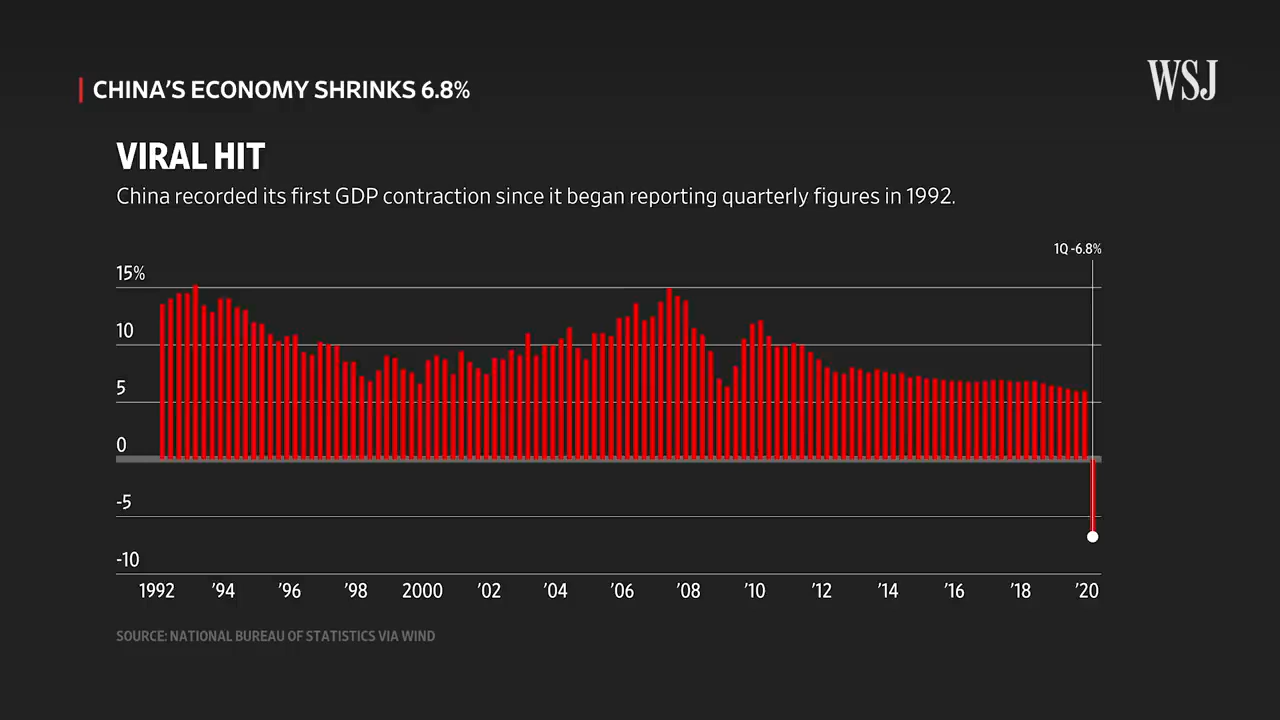 CHINA’S ECONOMY SHRINKS 6.8%
WSJ
VIRAL HIT
China recorded its first GDP contraction since it began reporting quarterly figures in 1992.
1Q -6.8%
15%
10
5
0
-5
-10
1992 ’94 ’96 ’98 2000 ’02 ’04 ’06 ’08 ’10 ’12 ’14 ’16 ’18 ’20
SOURCE: NATIONAL BUREAU OF STATISTICS VIA WIND